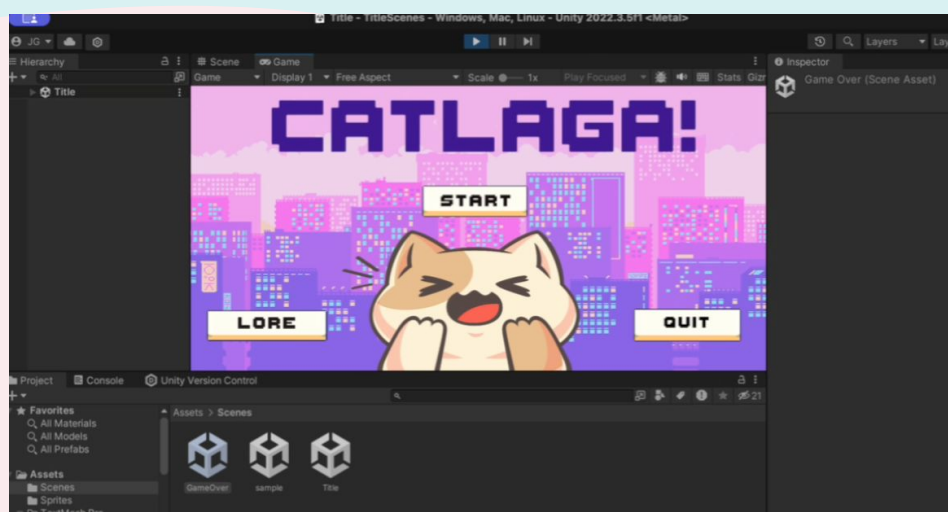 Title - TitleScenes - Windows, Mac, Linux - Unity 2022.3.5f1 <Metal>
JG
Layers
Lay
Hierarchy
Scene
Game
Inspector
All
Game
Display 1
Free Aspect
Scale
1x
Play Focused
Stats
Giz
Title
Game Over (Scene Asset)
CATLAGA!
START
LORE
QUIT
Project
Console
Unity Version Control
21
Favorites
All Materials
All Models
All Prefabs
Assets
Scenes
Sprites
Assets > Scenes
GameOver
sample
Title